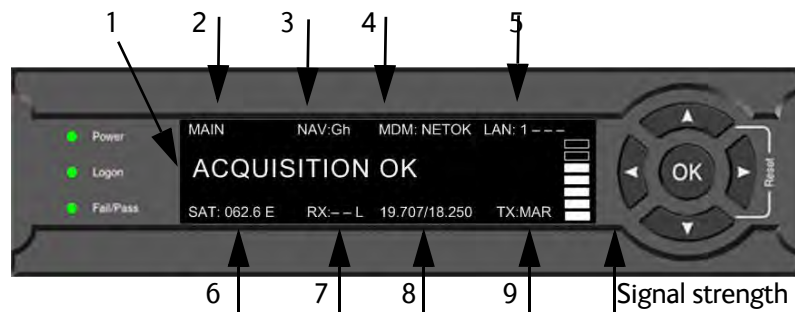 1 2 3 4 5
Power
Logon
Fail/Pass
MAIN NAV:Gh MDM: NETOK LAN: 1 – – –
ACQUISITION OK
SAT: 062.6 E RX:– – L 19.707/18.250 TX:MAR
OK
Reset
6 7 8 9 Signal strength